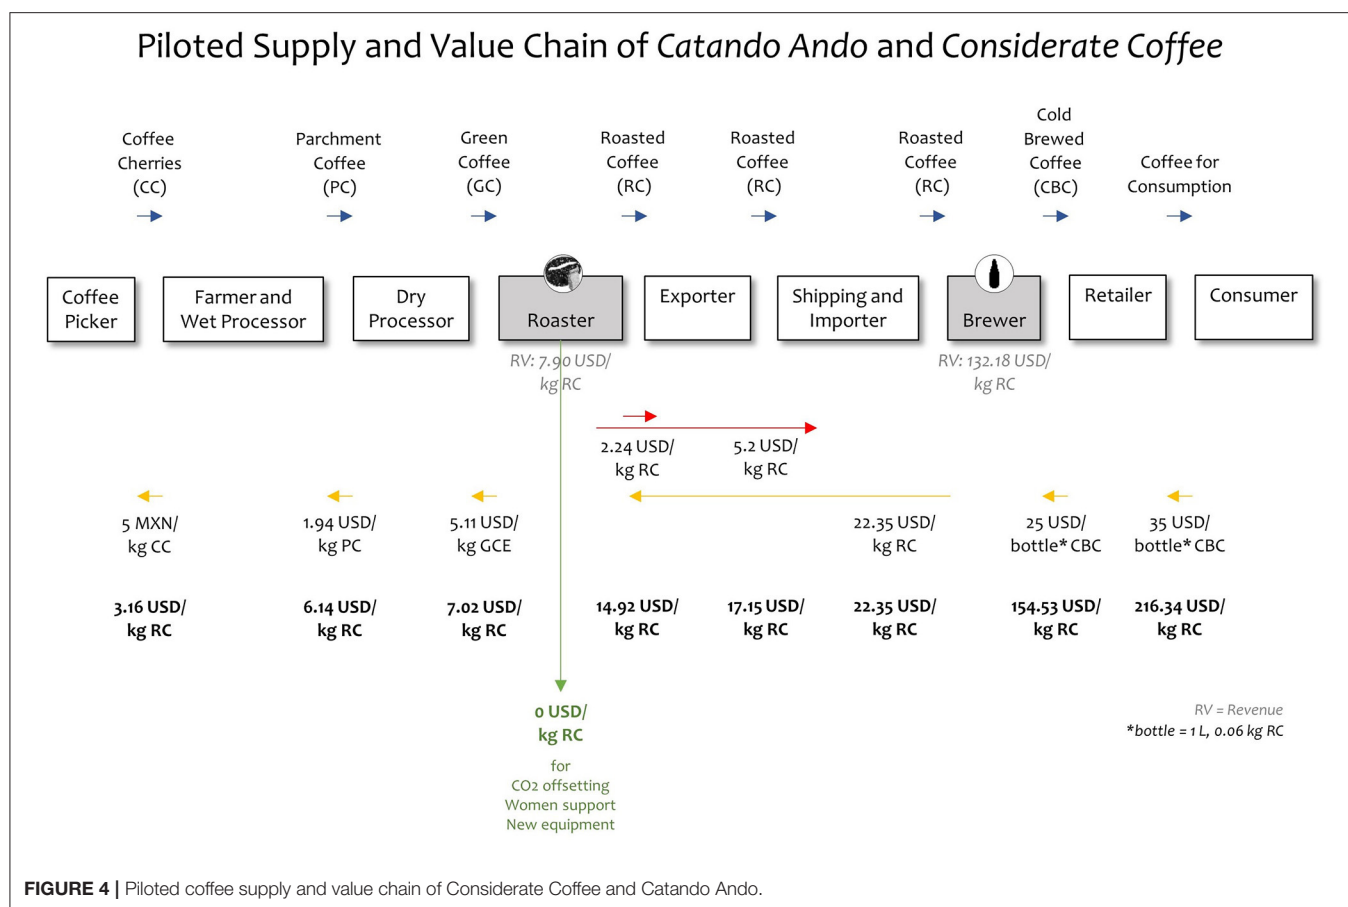 Piloted Supply and Value Chain of Catando Ando and Considerate Coffee
Coffee
Cherries
(CC)
Parchment
Coffee
(PC)
Green
Coffee
(GC)
Roasted
Coffee
(RC)
Roasted
Coffee
(RC)
Roasted
Coffee
(RC)
Cold
Brewed
Coffee
(CBC)
Coffee for
Consumption
Coffee
Picker
Farmer and
Wet Processor
Dry
Processor
Roaster
Exporter
Shipping and
Importer
Brewer
Retailer
Consumer
RV: 7.90 USD/
kg RC
RV: 132.18 USD/
kg RC
2.24 USD/
kg RC
5.2 USD/
kg RC
5 MXN/
kg CC
1.94 USD/
kg PC
5.11 USD/
kg GCE
22.35 USD/
kg RC
25 USD/
bottle* CBC
35 USD/
bottle* CBC
3.16 USD/
kg RC
6.14 USD/
kg RC
7.02 USD/
kg RC
14.92 USD/
kg RC
17.15 USD/
kg RC
22.35 USD/
kg RC
154.53 USD/
kg RC
216.34 USD/
kg RC
0 USD/
kg RC
for
CO2 offsetting
Women support
New equipment
RV = Revenue
*bottle = 1 L, 0.06 kg RC
FIGURE 4 | Piloted coffee supply and value chain of Considerate Coffee and Catando Ando.